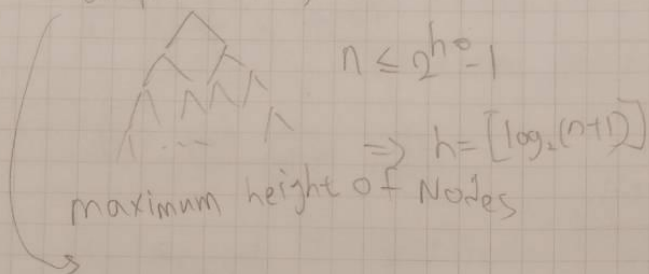 n ≤ 2^h - 1
⇒ h = [log₂(n+1)]
maximum height of Nodes